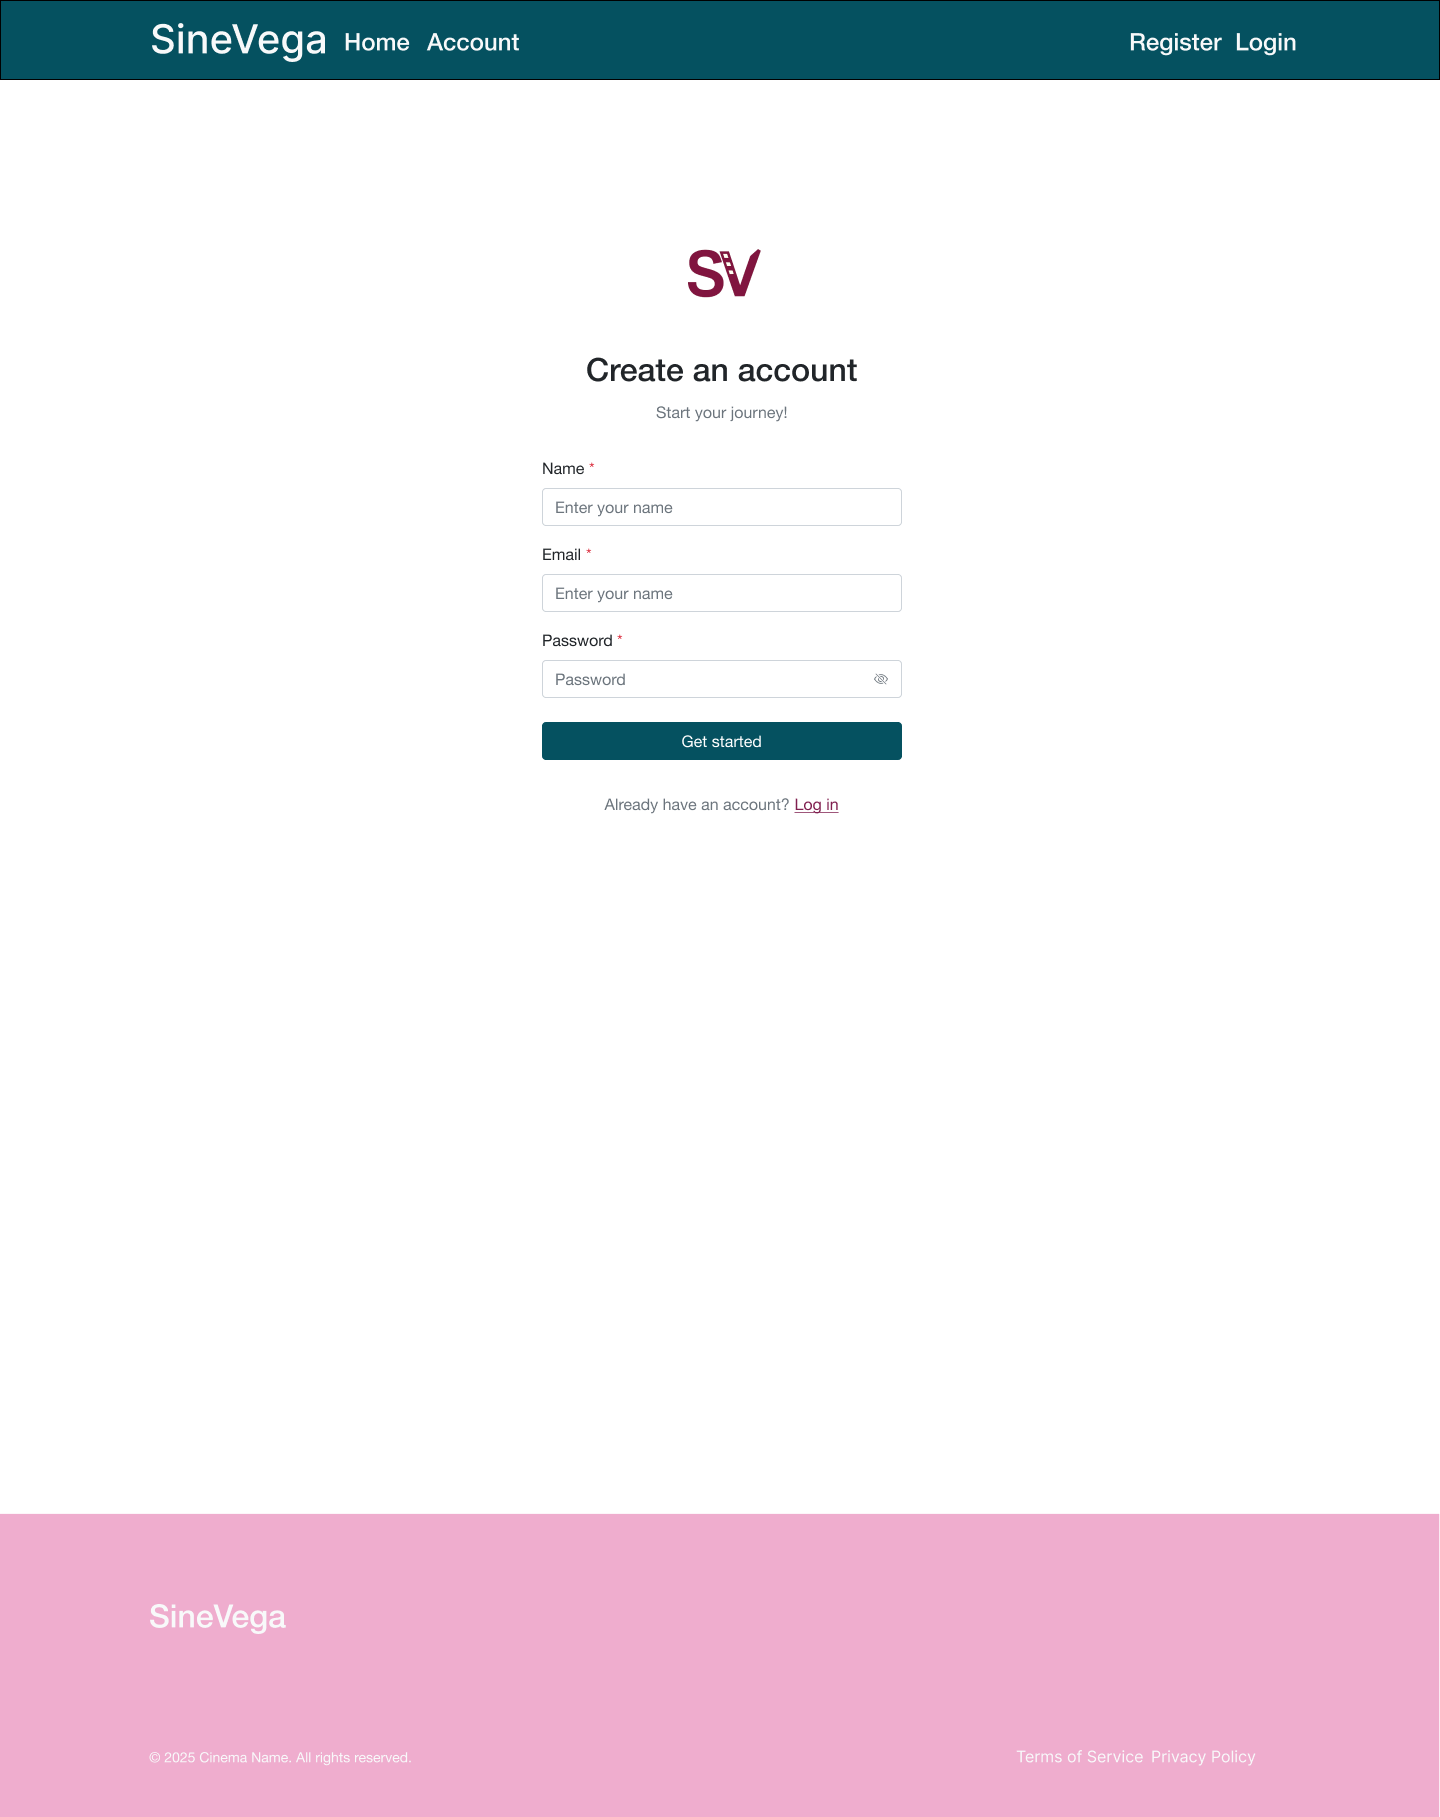 SineVega Home Account Register Login
SV
Create an account
Start your journey!
Name *
Enter your name
Email *
Enter your name
Password *
Password
Get started
Already have an account? Log in
SineVega
© 2025 Cinema Name. All rights reserved. Terms of Service Privacy Policy